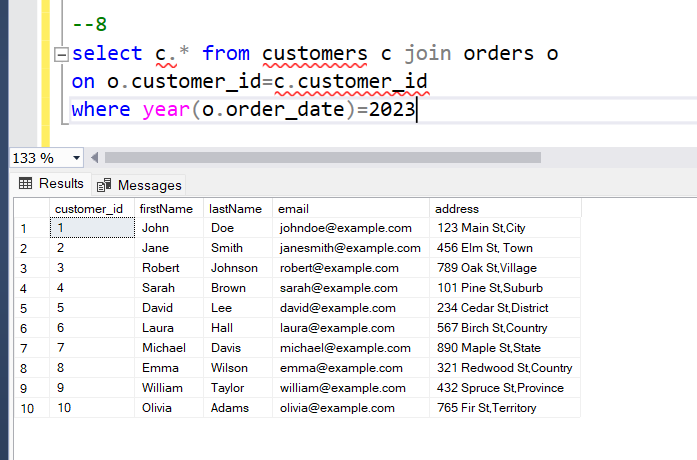 --8
select c.* from customers c join orders o
on o.customer_id=c.customer_id
where year(o.order_date)=2023
133 %
Results Messages
customer_id firstName lastName email address
1 1 John Doe johndoe@example.com 123 Main St,City
2 2 Jane Smith janesmith@example.com 456 Elm St, Town
3 3 Robert Johnson robert@example.com 789 Oak St,Village
4 4 Sarah Brown sarah@example.com 101 Pine St,Suburb
5 5 David Lee david@example.com 234 Cedar St,District
6 6 Laura Hall laura@example.com 567 Birch St,Country
7 7 Michael Davis michael@example.com 890 Maple St,State
8 8 Emma Wilson emma@example.com 321 Redwood St,Country
9 9 William Taylor william@example.com 432 Spruce St,Province
10 10 Olivia Adams olivia@example.com 765 Fir St,Territory